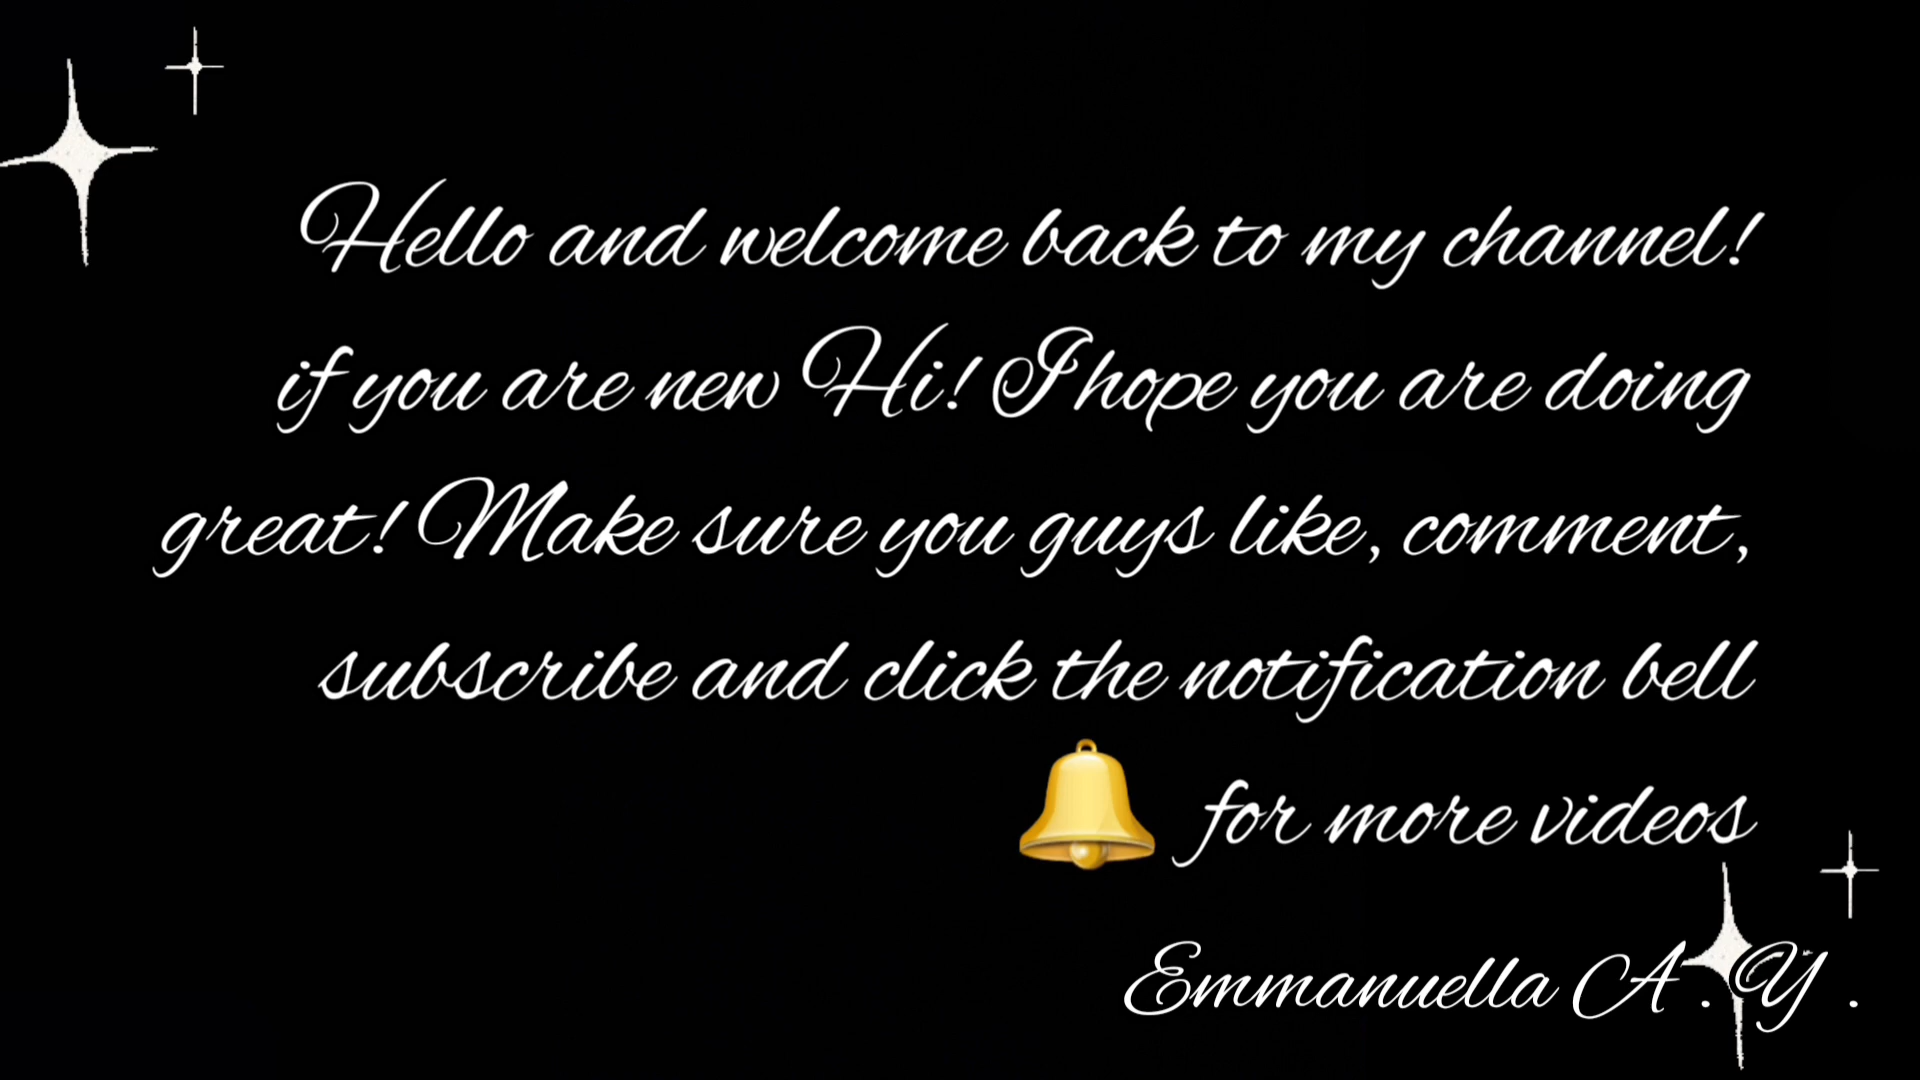 Hello and welcome back to my channel!
if you are new Hi! I hope you are doing
great! Make sure you guys like, comment,
subscribe and click the notification bell
🔔 for more videos
Emmanuella A . Y .